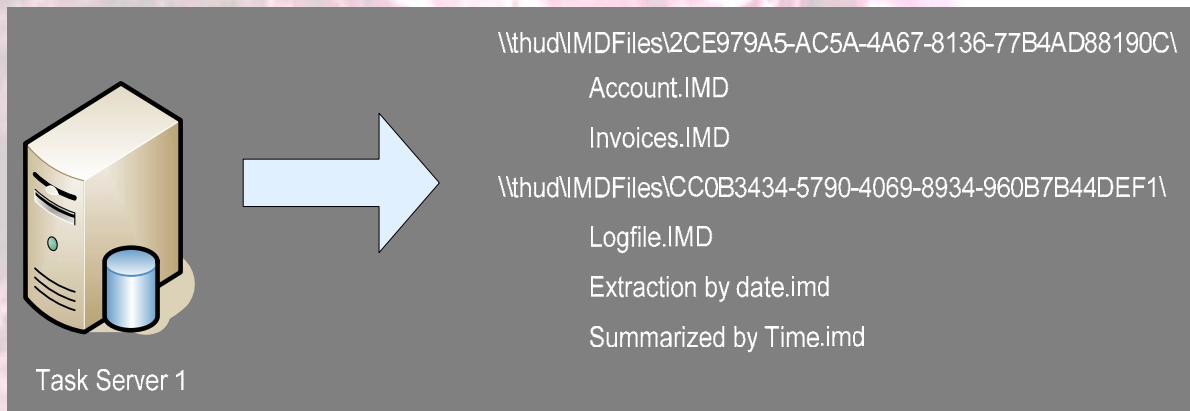 \\thud\IMDFiles\2CE979A5-AC5A-4A67-8136-77B4AD88190C\
Account.IMD
Invoices.IMD
\\thud\IMDFiles\CC0B3434-5790-4069-8934-960B7B44DEF1\
Logfile.IMD
Extraction by date.imd
Summarized by Time.imd
Task Server 1